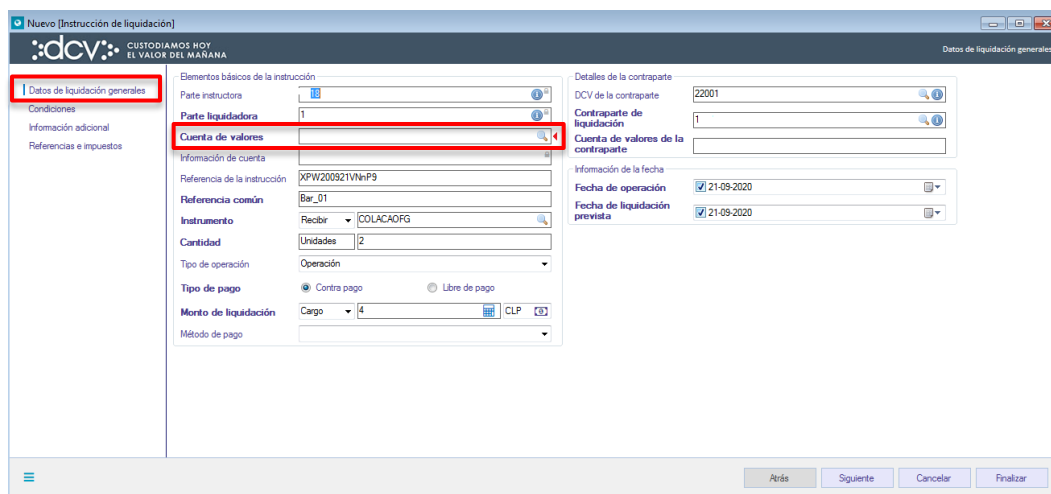 Nuevo [Instrucción de liquidación]
dcv CUSTODIAMOS HOY
EL VALOR DEL MAÑANA
Datos de liquidación generales
Datos de liquidación generales
Condiciones
Información adicional
Referencias e impuestos
Elementos básicos de la instrucción
Parte instructora 18
Parte liquidadora 1
Cuenta de valores
Información de cuenta
Referencia de la instrucción XPW200921VNnP9
Referencia común Bar_01
Instrumento Recibir COLACAOFG
Cantidad Unidades 2
Tipo de operación Operación
Tipo de pago Contra pago Libre de pago
Monto de liquidación Cargo 4 CLP
Método de pago
Detalles de la contraparte
DCV de la contraparte 22001
Contraparte de
liquidación 1
Cuenta de valores de la
contraparte
Información de la fecha
Fecha de operación 21-09-2020
Fecha de liquidación
prevista 21-09-2020
Atrás Siguiente Cancelar Finalizar